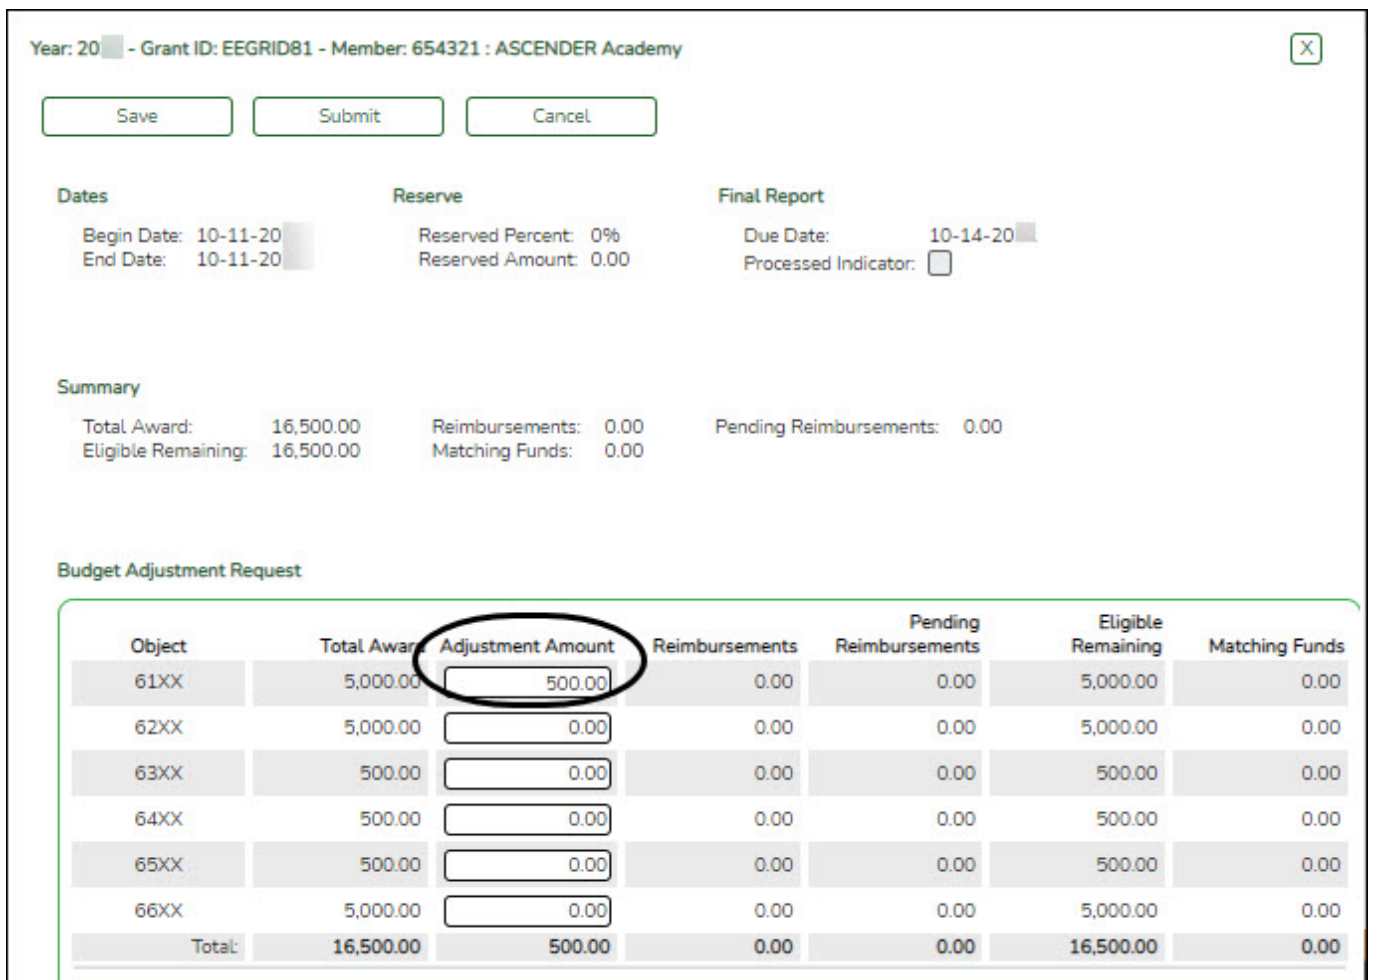 Year: 20 - Grant ID: EEGRID81 - Member: 654321 : ASCENDER Academy X
Save Submit Cancel
Dates Reserve Final Report
Begin Date: 10-11-20 Reserved Percent: 0% Due Date: 10-14-20
End Date: 10-11-20 Reserved Amount: 0.00 Processed Indicator:
Summary
Total Award: 16,500.00 Reimbursements: 0.00 Pending Reimbursements: 0.00
Eligible Remaining: 16,500.00 Matching Funds: 0.00
Budget Adjustment Request
Object Total Award Adjustment Amount Reimbursements Pending Reimbursements Eligible Remaining Matching Funds
61XX 5,000.00 500.00 0.00 0.00 5,000.00 0.00
62XX 5,000.00 0.00 0.00 0.00 5,000.00 0.00
63XX 500.00 0.00 0.00 0.00 500.00 0.00
64XX 500.00 0.00 0.00 0.00 500.00 0.00
65XX 500.00 0.00 0.00 0.00 500.00 0.00
66XX 5,000.00 0.00 0.00 0.00 5,000.00 0.00
Total: 16,500.00 500.00 0.00 0.00 16,500.00 0.00